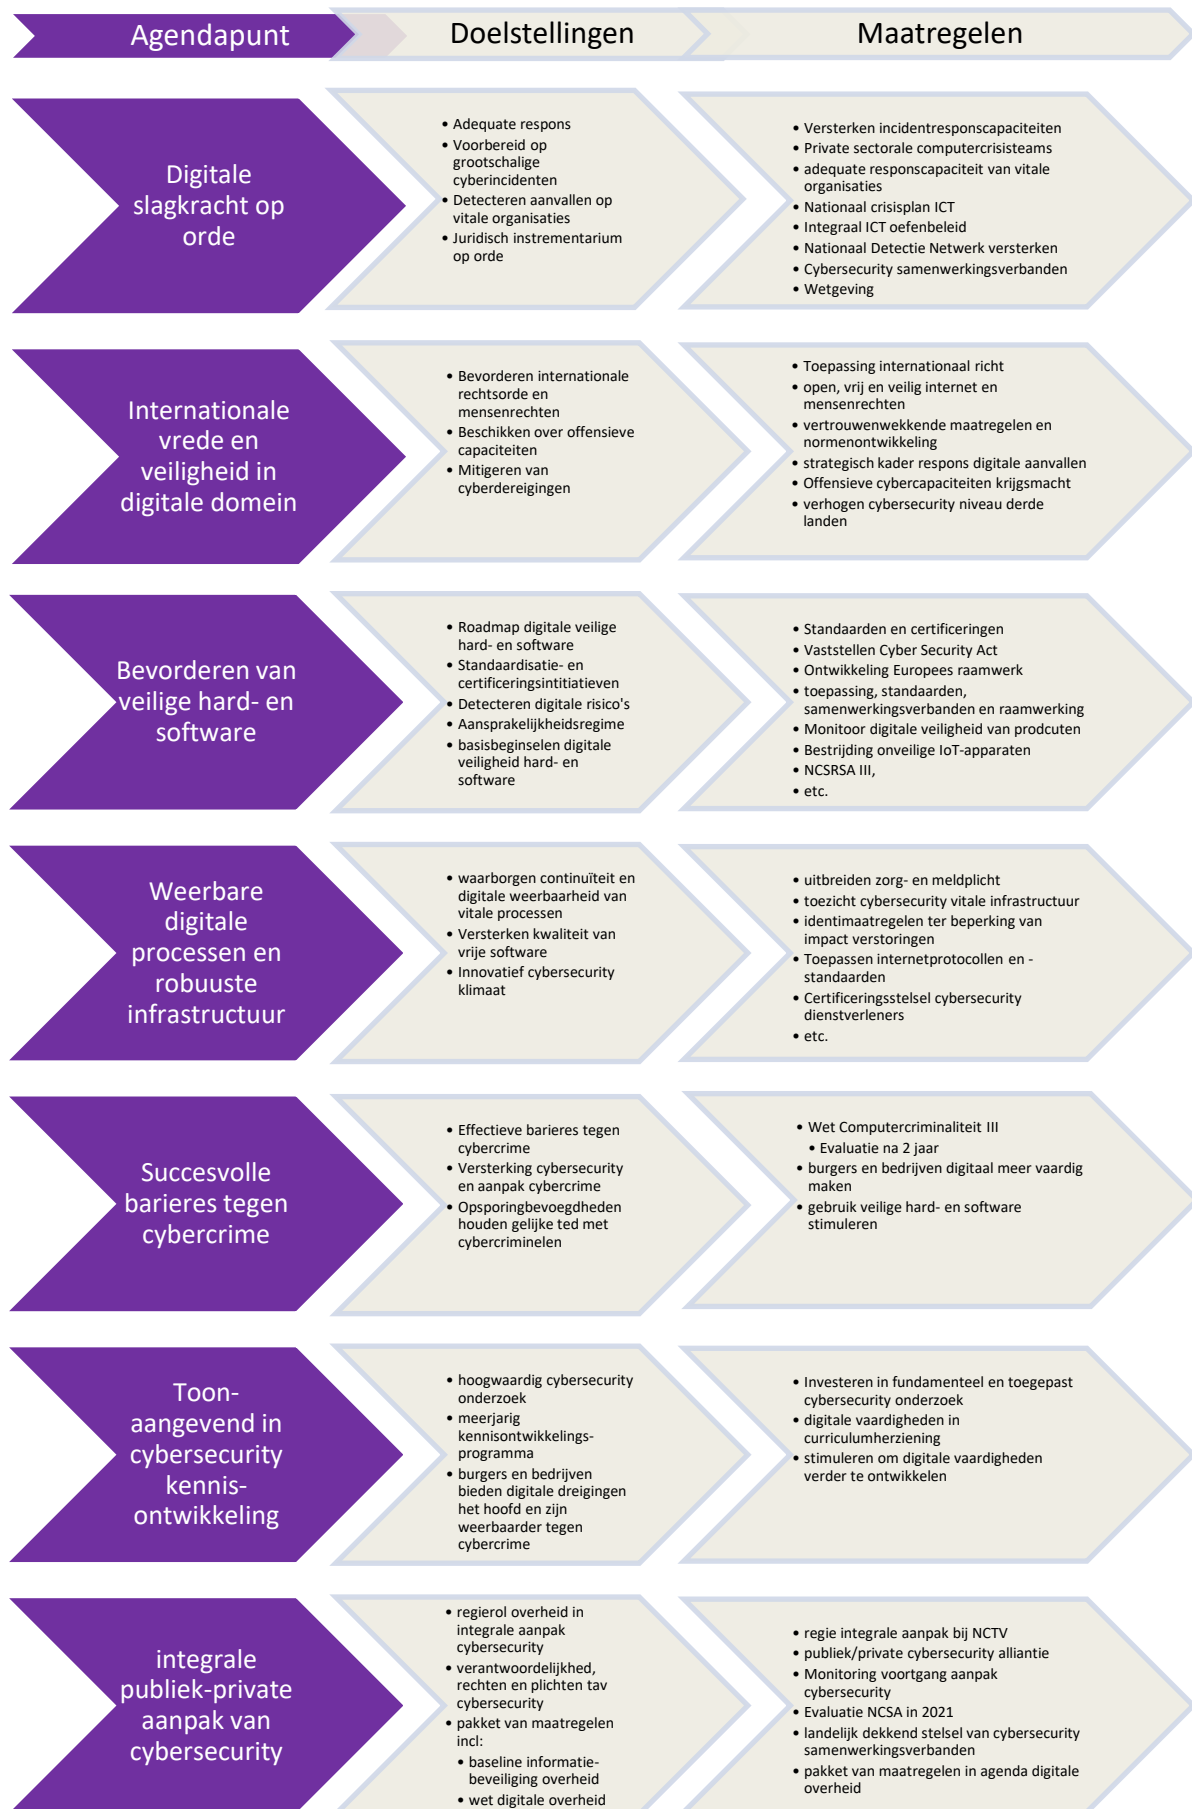 Agendapunt
Doelstellingen
Maatregelen
Digitale
slagkracht op
orde
• Adequate respons
• Voorbereid op
grootschalige
cyberincidenten
• Detecteren aanvallen op
vitale organisaties
• Juridisch instrementarium
op orde
• Versterken incidentresponscapaciteiten
• Private sectorale computercrisisteams
• adequate responscapaciteit van vitale
organisaties
• Nationaal crisisplan ICT
• Integraal ICT oefenbeleid
• Nationaal Detectie Netwerk versterken
• Cybersecurity samenwerkingsverbanden
• Wetgeving
Internationale
vrede en
veiligheid in
digitale domein
• Bevorderen internationale
rechtsorde en
mensenrechten
• Beschikken over offensieve
capaciteiten
• Mitigeren van
cyberdereigingen
• Toepassing internationaal richt
• open, vrij en veilig internet en
mensenrechten
• vertrouwenwekkende maatregelen en
normenontwikkeling
• strategisch kader respons digitale aanvallen
• Offensieve cybercapaciteiten krijgsmacht
• verhogen cybersecurity niveau derde
landen
Bevorderen van
veilige hard- en
software
• Roadmap digitale veilige
hard- en software
• Standaardisatie- en
certificeringsintitiatieven
• Detecteren digitale risico's
• Aansprakelijkheidsregime
• basisbeginselen digitale
veiligheid hard- en
software
• Standaarden en certificeringen
• Vaststellen Cyber Security Act
• Ontwikkeling Europees raamwerk
• toepassing, standaarden,
samenwerkingsverbanden en raamwerking
• Monitoor digitale veiligheid van prodcuten
• Bestrijding onveilige IoT-apparaten
• NCSRSA III,
• etc.
Weerbare
digitale
processen en
robuuste
infrastructuur
• waarborgen continuïteit en
digitale weerbaarheid van
vitale processen
• Versterken kwaliteit van
vrije software
• Innovatief cybersecurity
klimaat
• uitbreiden zorg- en meldplicht
• toezicht cybersecurity vitale infrastructuur
• identimaatregelen ter beperking van
impact verstoringen
• Toepassen internetprotocollen en -
standaarden
• Certificeringsstelsel cybersecurity
dienstverleners
• etc.
Succesvolle
barieres tegen
cybercrime
• Effectieve barieres tegen
cybercrime
• Versterking cybersecurity
en aanpak cybercrime
• Opsporingbevoegdheden
houden gelijke ted met
cybercriminelen
• Wet Computercriminaliteit III
• Evaluatie na 2 jaar
• burgers en bedrijven digitaal meer vaardig
maken
• gebruik veilige hard- en software
stimuleren
Toon-
aangevend in
cybersecurity
kennis-
ontwikkeling
• hoogwaardig cybersecurity
onderzoek
• meerjarig
kennisontwikkelings-
programma
• burgers en bedrijven
bieden digitale dreigingen
het hoofd en zijn
weerbaarder tegen
cybercrime
• Investeren in fundamenteel en toegepast
cybersecurity onderzoek
• digitale vaardigheden in
curriculumherziening
• stimuleren om digitale vaardigheden
verder te ontwikkelen
integrale
publiek-private
aanpak van
cybersecurity
• regierol overheid in
integrale aanpak
cybersecurity
• verantwoordelijkhed,
rechten en plichten tav
cybersecurity
• pakket van maatregelen
incl:
• baseline informatie-
beveiliging overheid
• wet digitale overheid
• regie integrale aanpak bij NCTV
• publiek/private cybersecurity alliantie
• Monitoring voortgang aanpak
cybersecurity
• Evaluatie NCSA in 2021
• landelijk dekkend stelsel van cybersecurity
samenwerkingsverbanden
• pakket van maatregelen in agenda digitale
overheid